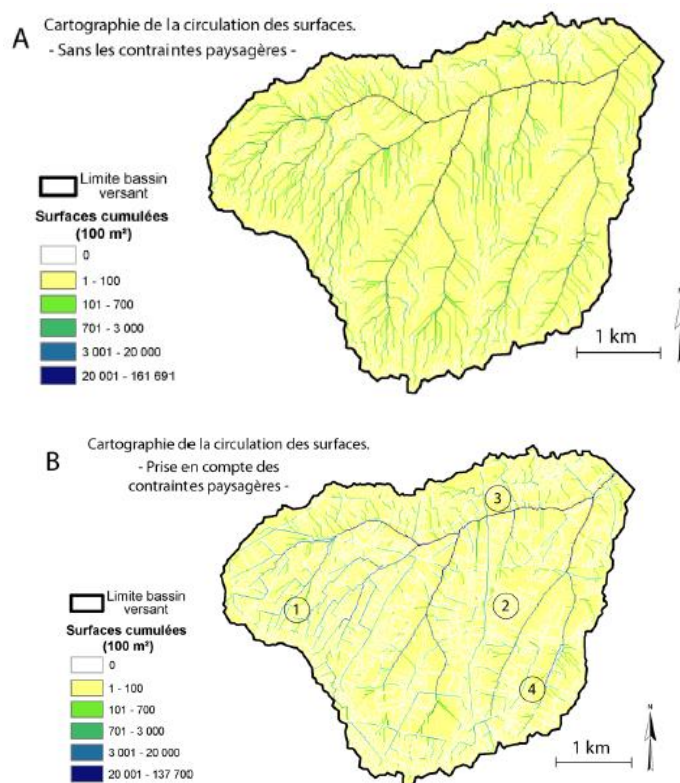 A
Cartographie de la circulation des surfaces.
- Sans les contraintes paysagères -
Limite bassin
versant
Surfaces cumulées
(100 m²)
0
1 - 100
101 - 700
701 - 3 000
3 001 - 20 000
20 001 - 161 691
1 km
B
Cartographie de la circulation des surfaces.
- Prise en compte des
contraintes paysagères -
3
1
2
4
Limite bassin
versant
Surfaces cumulées
(100 m²)
0
1 - 100
101 - 700
701 - 3 000
3 001 - 20 000
20 001 - 137 700
N
1 km